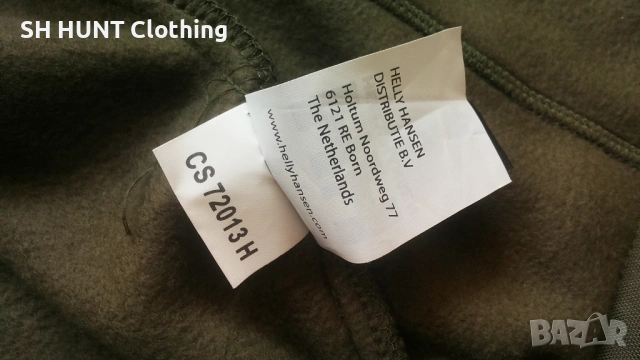 SH HUNT Clothing
HELLY HANSEN
DISTRIBUTIE B.V
Holtum Noordweg 77
6121 RE Born
The Netherlands
www.hellyhansen.com
CS 72013 H
BAZAR